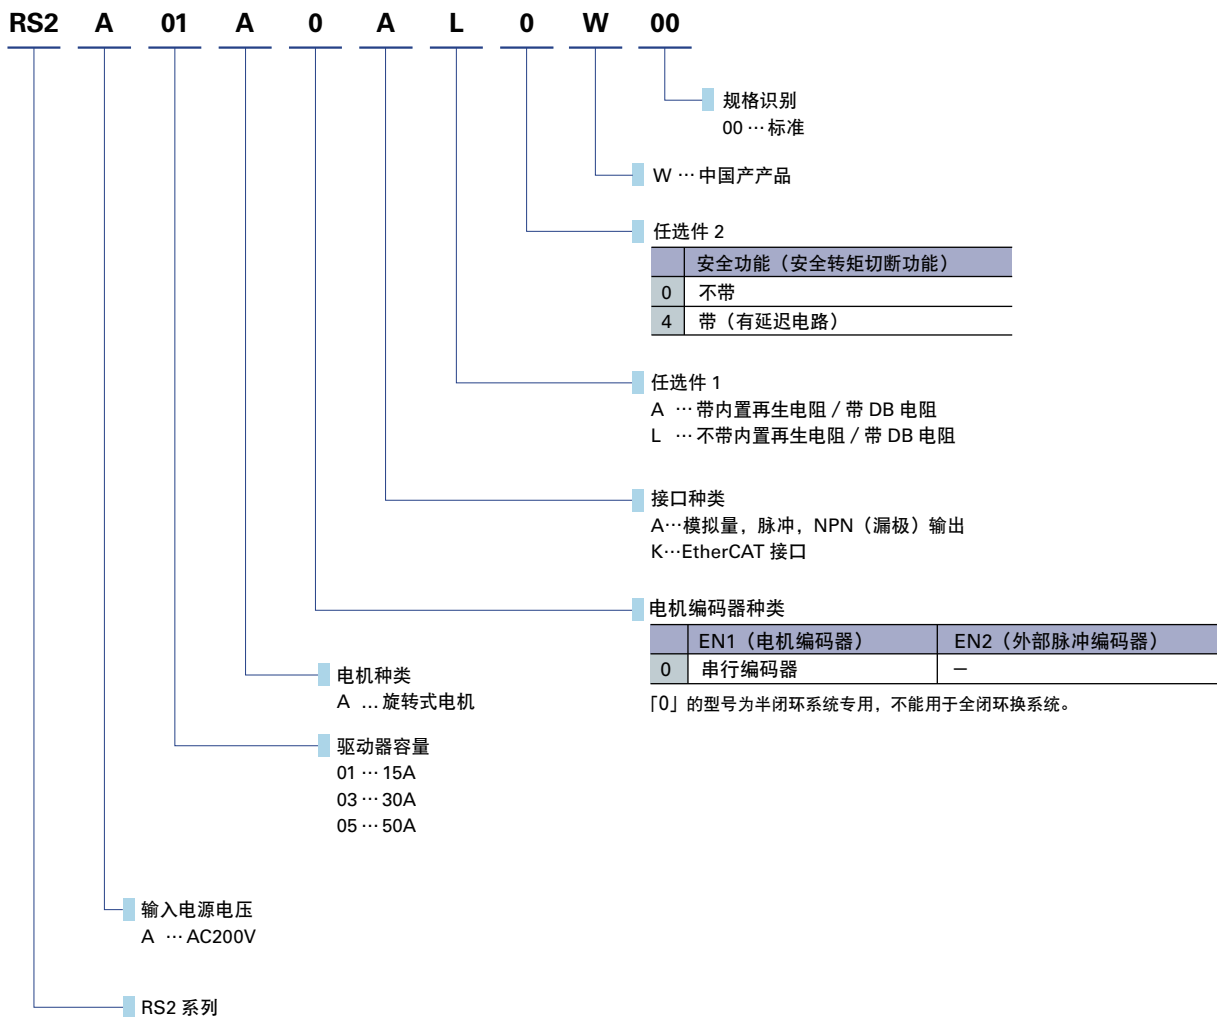 RS2 A 01 A 0 A L 0 W 00
规格识别
00 … 标准
W … 中国产产品
任选件 2
安全功能（安全转矩切断功能）
0 不带
4 带（有延迟电路）
任选件 1
A … 带内置再生电阻 / 带 DB 电阻
L … 不带内置再生电阻 / 带 DB 电阻
接口种类
A…模拟量，脉冲，NPN（漏极）输出
K…EtherCAT 接口
电机编码器种类
EN1（电机编码器） EN2（外部脉冲编码器）
0 串行编码器 —
「0」的型号为半闭环系统专用，不能用于全闭环换系统。
电机种类
A … 旋转式电机
驱动器容量
01 … 15A
03 … 30A
05 … 50A
输入电源电压
A … AC200V
RS2 系列